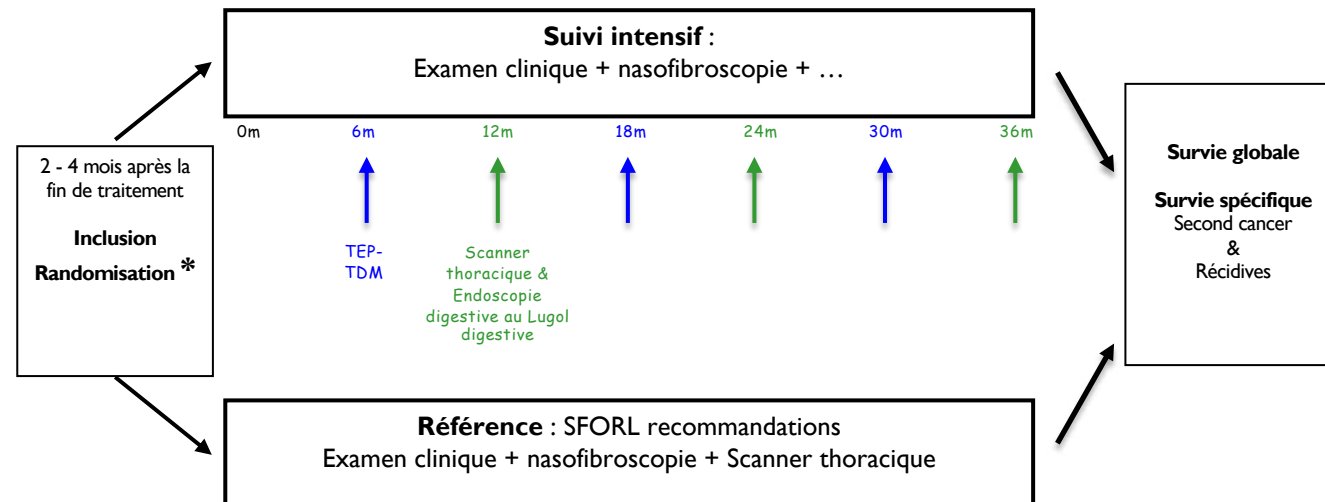 Suivi intensif :
Examen clinique + nasofibroscopie + …
0m 6m 12m 18m 24m 30m 36m
2 - 4 mois après la
fin de traitement
Inclusion
Randomisation *
TEP-
TDM
Scanner
thoracique &
Endoscopie
digestive au Lugol
digestive
Survie globale
Survie spécifique
Second cancer
&
Récidives
Référence : SFORL recommandations
Examen clinique + nasofibroscopie + Scanner thoracique